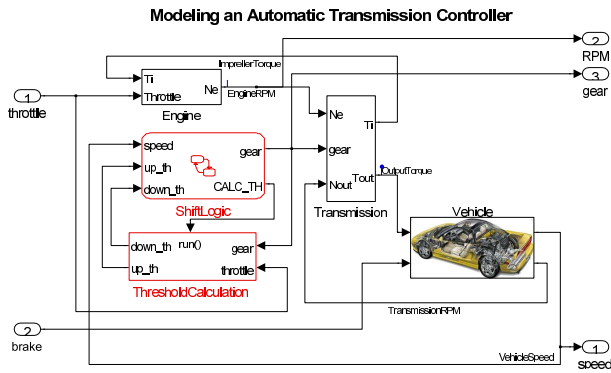 Modeling an Automatic Transmission Controller
ImprellerTorque
2
RPM
3
gear
Ti
Throttle
Ne
Engine
EngineRPM
1
throttle
Ne
gear
Nout
Ti
Tout
Transmission
OutputTorque
speed
up_th
down_th
gear
CALC_TH
ShiftLogic
Vehicle
down_th
up_th
run()
gear
throttle
ThresholdCalculation
TransmissionRPM
2
brake
VehicleSpeed
1
speed